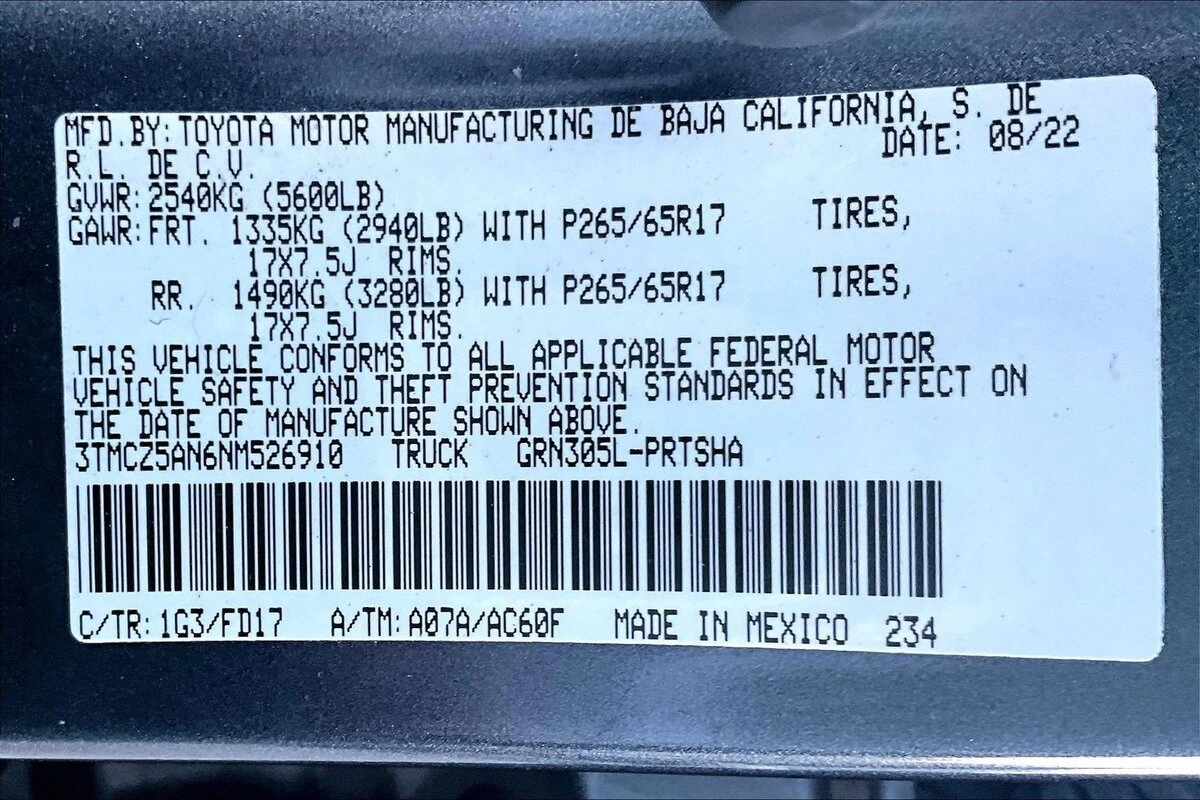 MFD.BY:TOYOTA MOTOR MANUFACTURING DE BAJA CALIFORNIA, S. DE
R.L. DE C.V. DATE: 08/22
GVWR:2540KG (5600LB)
GAWR:FRT. 1335KG (2940LB) WITH P265/65R17 TIRES,
17X7.5J RIMS.
RR. 1490KG (3280LB) WITH P265/65R17 TIRES,
17X7.5J RIMS.
THIS VEHICLE CONFORMS TO ALL APPLICABLE FEDERAL MOTOR
VEHICLE SAFETY AND THEFT PREVENTION STANDARDS IN EFFECT ON
THE DATE OF MANUFACTURE SHOWN ABOVE.
3TMCZ5AN6NM526910 TRUCK GRN305L-PRTSHA
C/TR:1G3/FD17 A/TM:A07A/AC60F MADE IN MEXICO 234